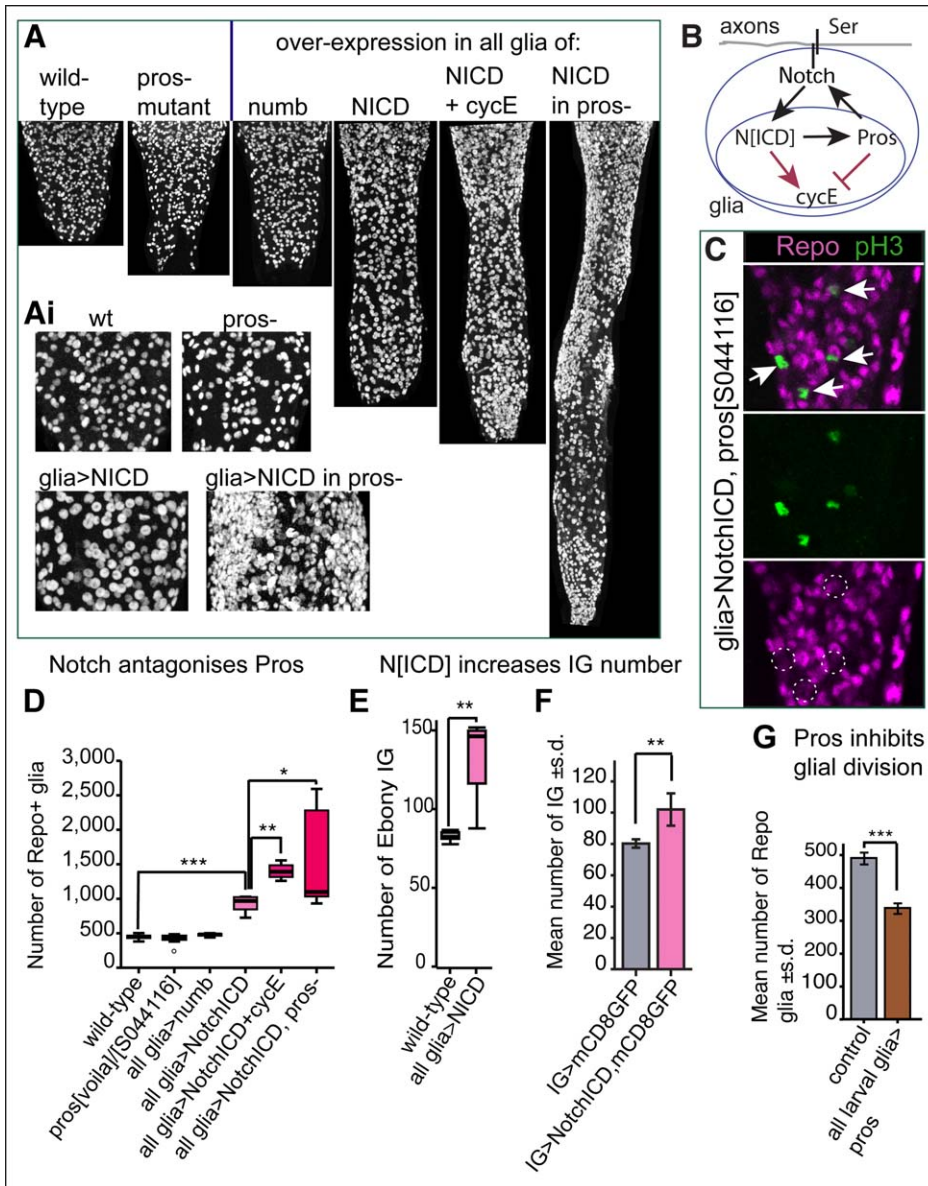 A
over-expression in all glia of:
wild-
type
pros-
mutant
numb
NICD
NICD
+ cycE
NICD
in pros-
Ai
wt
pros-
glia>NICD
glia>NICD in pros-
B
axons
Ser
Notch
N[ICD]
Pros
cycE
glia
C
Repo pH3
glia>NotchICD, pros[S044116]
Notch antagonises Pros
D
Number of Repo+ glia
3,000
2,500
2,000
1,500
1,000
500
0
***
**
*
wild-type
pros[voila]/[S044116]
all glia>numb
all glia>NotchICD
all glia>NotchICD+cycE
all glia>NotchICD, pros-
N[ICD] increases IG number
E
Number of Ebony IG
150
100
50
0
**
wild-type
all glia>NICD
F
Mean number of IG ±s.d.
120
100
80
60
40
20
0
**
IG>mCD8GFP
IG>NotchICD,mCD8GFP
G
Pros inhibits
glial division
Mean number of Repo
glia ±s.d.
500
400
300
200
100
0
***
control
all larval glia>
pros